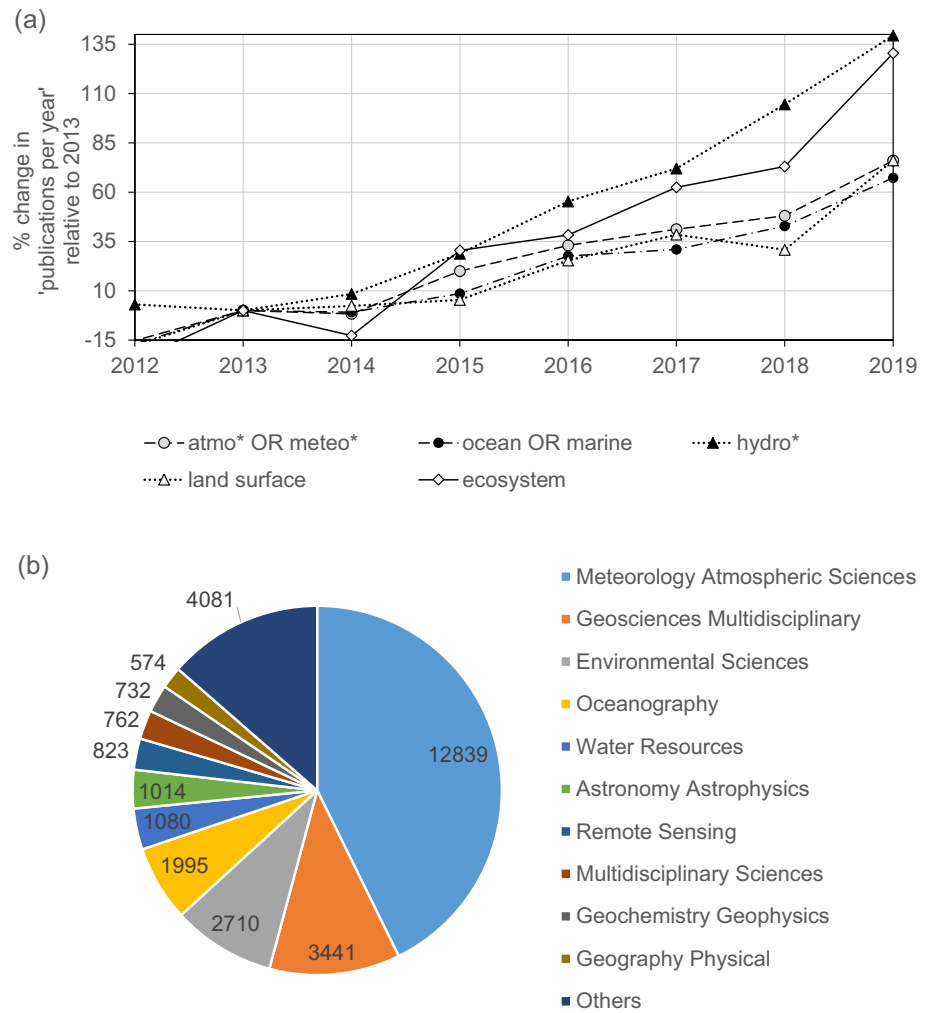 (a)
% change in
'publications per year'
relative to 2013
135
110
85
60
35
10
-15
2012 2013 2014 2015 2016 2017 2018 2019
atmo* OR meteo* ocean OR marine hydro*
land surface ecosystem
(b)
4081
574
732
762
823
1014
1080
1995
2710
3441
12839
Meteorology Atmospheric Sciences
Geosciences Multidisciplinary
Environmental Sciences
Oceanography
Water Resources
Astronomy Astrophysics
Remote Sensing
Multidisciplinary Sciences
Geochemistry Geophysics
Geography Physical
Others